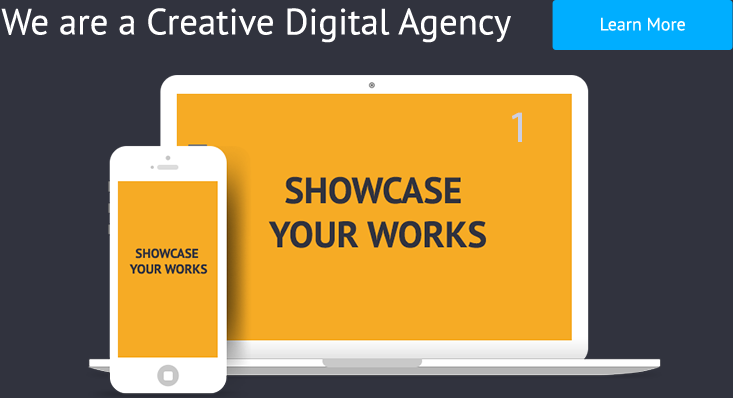 We are a Creative Digital Agency
Learn More
1
SHOWCASE
YOUR WORKS
SHOWCASE
YOUR WORKS